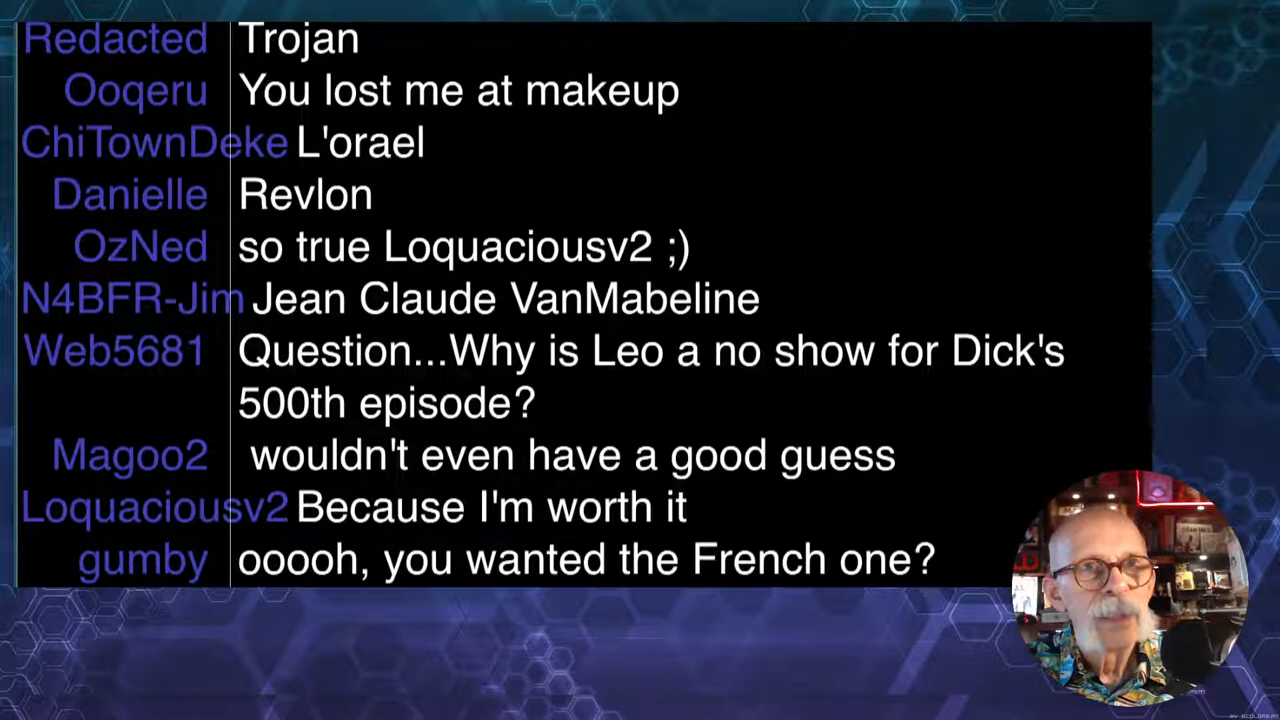 Redacted Trojan
Ooqeru You lost me at makeup
ChiTownDeke L'orael
Danielle Revlon
OzNed so true Loquaciousv2 ;)
N4BFR-Jim Jean Claude VanMabeline
Web5681 Question...Why is Leo a no show for Dick's
500th episode?
Magoo2 wouldn't even have a good guess
Loquaciousv2 Because I'm worth it
gumby ooooh, you wanted the French one?